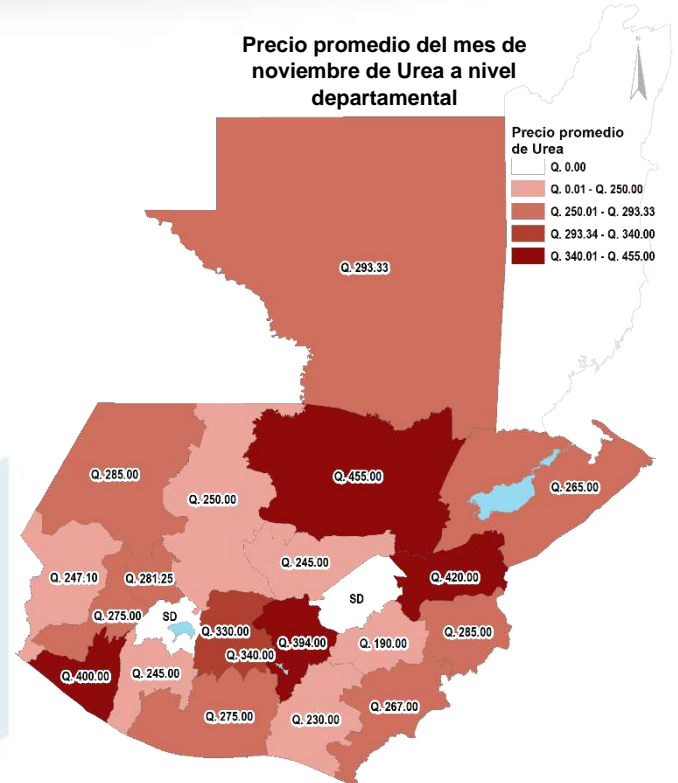 Precio promedio del mes de
noviembre de Urea a nivel
departamental
N
Precio promedio
de Urea
Q. 0.00
Q. 0.01 - Q. 250.00
Q. 250.01 - Q. 293.33
Q. 293.34 - Q. 340.00
Q. 340.01 - Q. 455.00
Q. 293.33
Q. 285.00
Q. 250.00
Q. 455.00
Q. 265.00
Q. 245.00
Q. 247.10
Q. 281.25
Q. 420.00
SD
Q. 275.00
SD
Q. 330.00
Q. 394.00
Q. 190.00
Q. 285.00
Q. 340.00
Q. 400.00
Q. 245.00
Q. 275.00
Q. 230.00
Q. 267.00